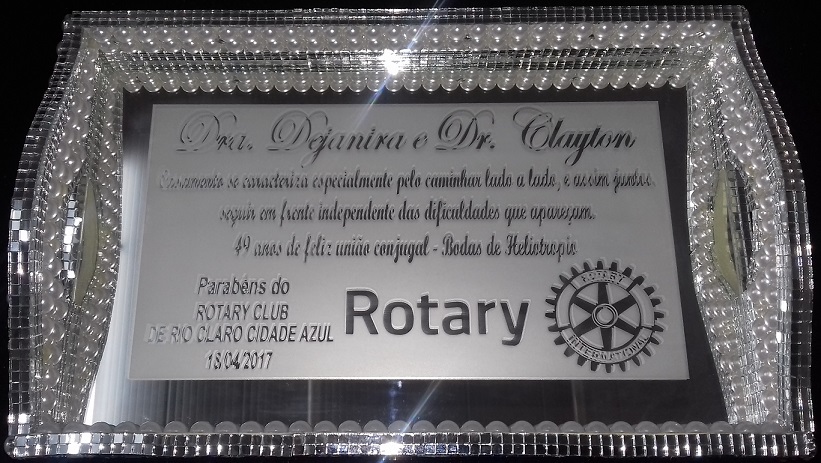 Dra. Dejanira e Dr. Clayton
Casamento se caracteriza especialmente pelo caminhar lado a lado, e assim juntos,
seguir em frente independente das dificuldades que apareçam.
49 anos de feliz união conjugal - Bodas de Heliotropio
Parabéns do
ROTARY CLUB
DE RIO CLARO CIDADE AZUL
18/04/2017
Rotary
ROTARY
INTERNATIONAL